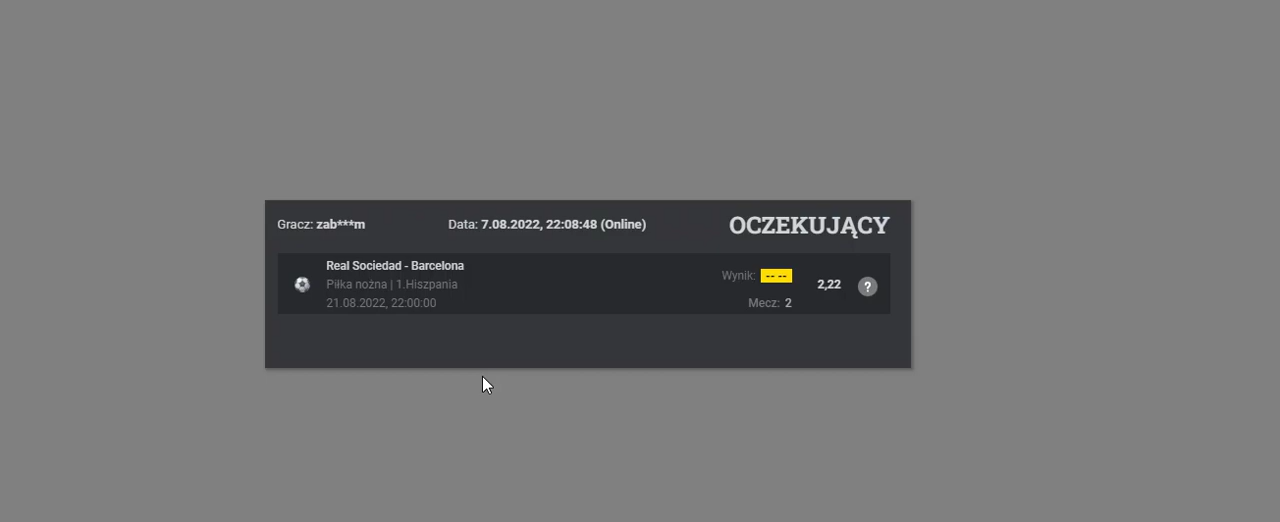 Gracz: zab***m Data: 7.08.2022, 22:08:48 (Online) OCZEKUJĄCY
Real Sociedad - Barcelona
Piłka nożna | 1.Hiszpania
21.08.2022, 22:00:00
Wynik: -- --
Mecz: 2
2,22
?